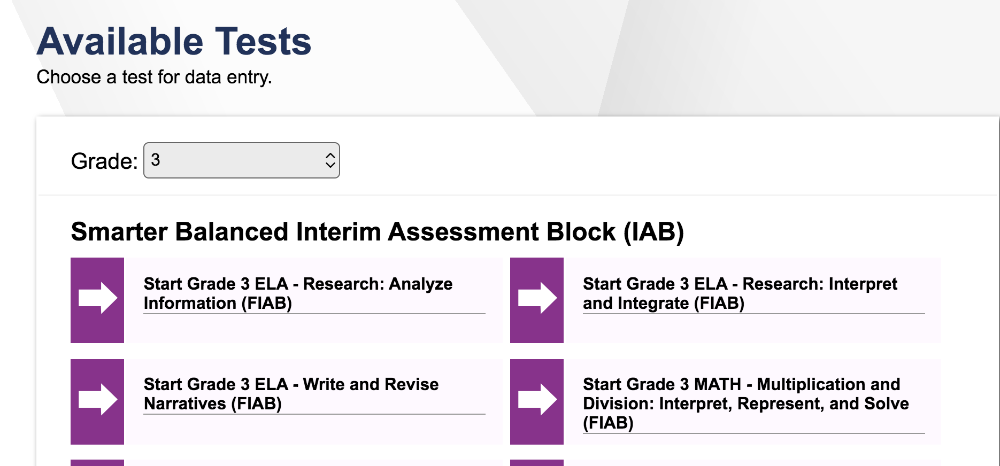 Available Tests
Choose a test for data entry.
Grade: 3
Smarter Balanced Interim Assessment Block (IAB)
Start Grade 3 ELA - Research: Analyze
Information (FIAB)
Start Grade 3 ELA - Research: Interpret
and Integrate (FIAB)
Start Grade 3 ELA - Write and Revise
Narratives (FIAB)
Start Grade 3 MATH - Multiplication and
Division: Interpret, Represent, and Solve
(FIAB)